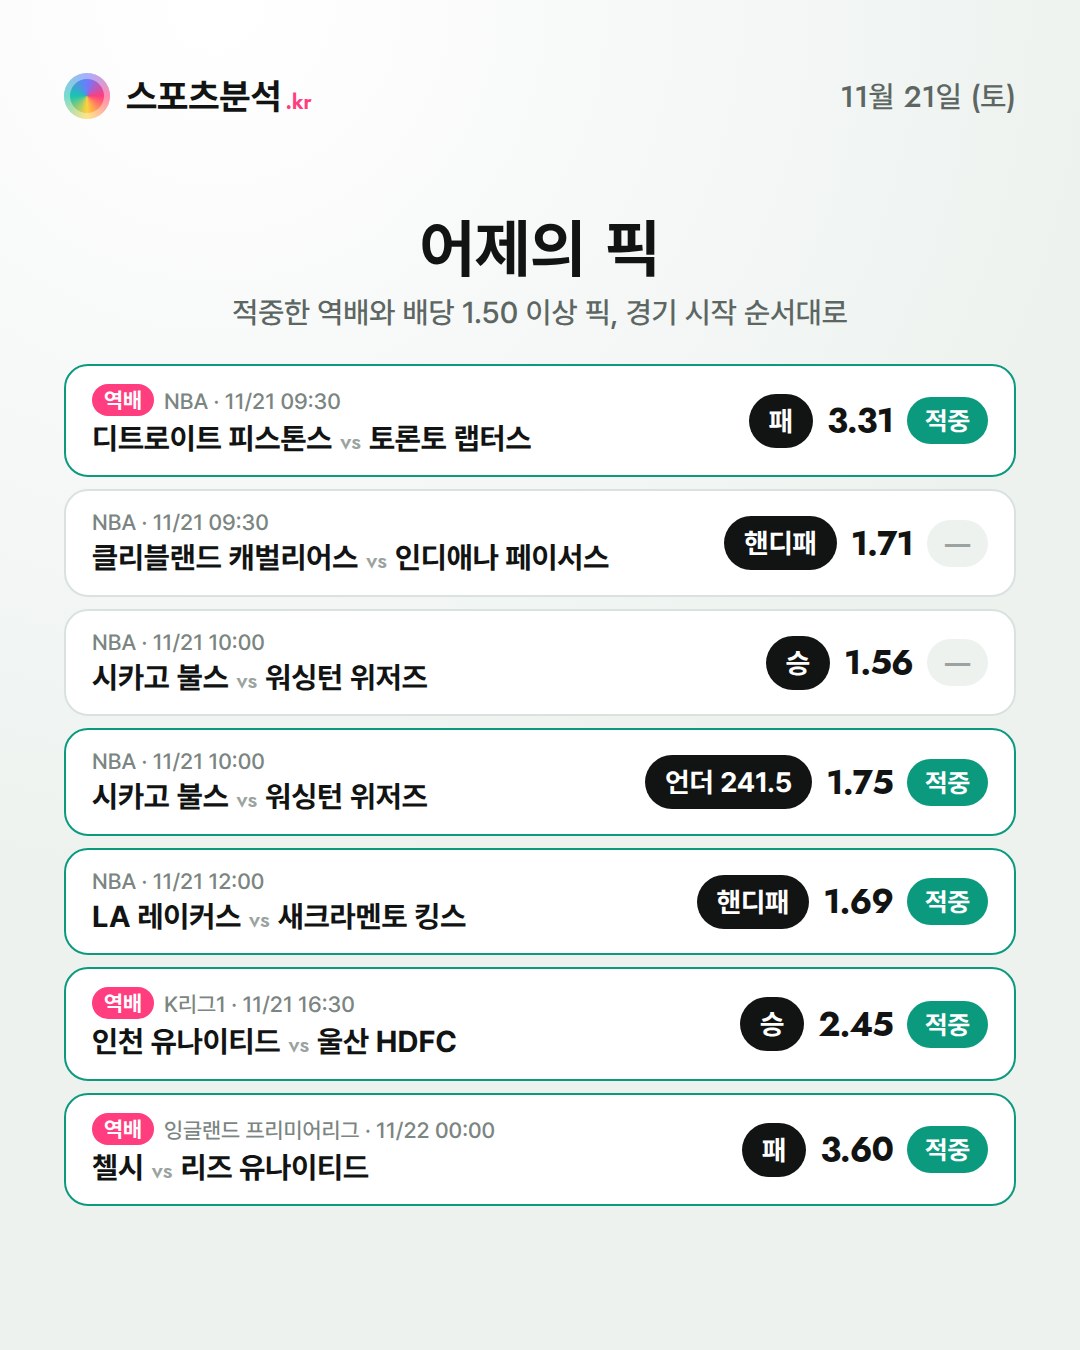 스포츠분석.kr
11월 21일 (토)
어제의 픽
적중한 역배와 배당 1.50 이상 픽, 경기 시작 순서대로
역배 NBA · 11/21 09:30
디트로이트 피스톤스 vs 토론토 랩터스
패 3.31 적중
NBA · 11/21 09:30
클리블랜드 캐벌리어스 vs 인디애나 페이서스
핸디패 1.71 —
NBA · 11/21 10:00
시카고 불스 vs 워싱턴 위저즈
승 1.56 —
NBA · 11/21 10:00
시카고 불스 vs 워싱턴 위저즈
언더 241.5 1.75 적중
NBA · 11/21 12:00
LA 레이커스 vs 새크라멘토 킹스
핸디패 1.69 적중
역배 K리그1 · 11/21 16:30
인천 유나이티드 vs 울산 HDFC
승 2.45 적중
역배 잉글랜드 프리미어리그 · 11/22 00:00
첼시 vs 리즈 유나이티드
패 3.60 적중